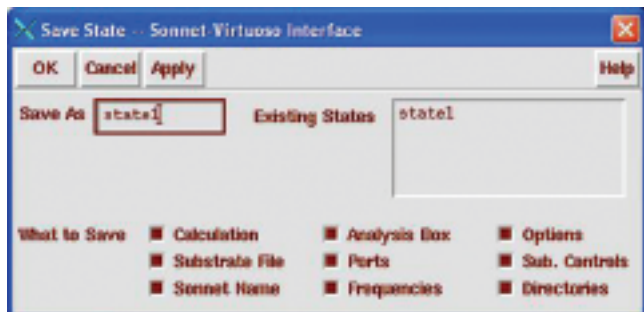 Save State -- Sonnet-Virtuoso Interface
OK Cancel Apply Help
Save As state1 Existing States state1
What to Save Calculation Analysis Box Options
Substrate File Ports Sub. Controls
Sonnet Name Frequencies Directories